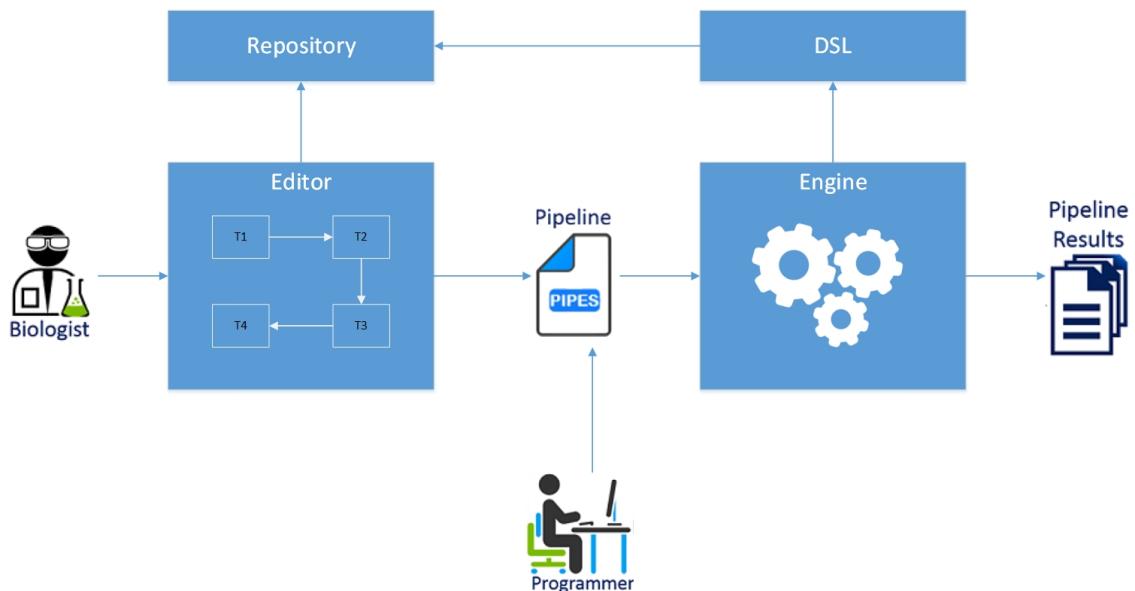 Repository
DSL
Editor
Engine
T1
T2
T4
T3
Biologist
Pipeline
PIPES
Pipeline
Results
Programmer